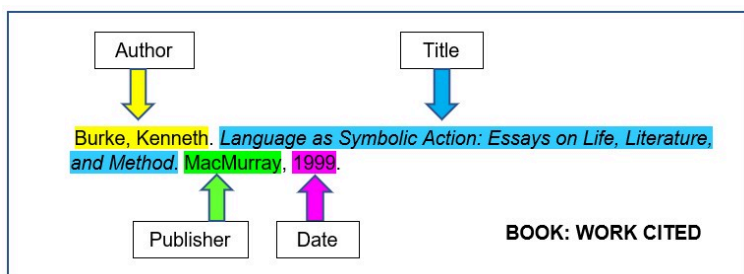 Author Title
Burke, Kenneth. Language as Symbolic Action: Essays on Life, Literature,
and Method. MacMurray, 1999.
Publisher Date
BOOK: WORK CITED